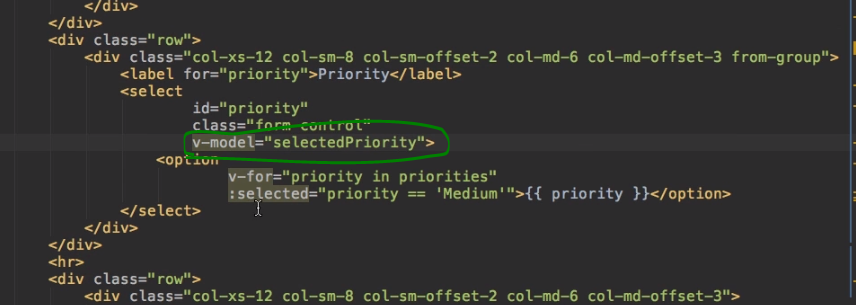 </div>
</div>
<div class="row">
<div class="col-xs-12 col-sm-8 col-sm-offset-2 col-md-6 col-md-offset-3 from-group">
<label for="priority">Priority</label>
<select
id="priority"
class="form-control"
v-model="selectedPriority">
<option
v-for="priority in priorities"
:selected="priority == 'Medium'">{{ priority }}</option>
</select>
</div>
</div>
<hr>
<div class="row">
<div class="col-xs-12 col-sm-8 col-sm-offset-2 col-md-6 col-md-offset-3">